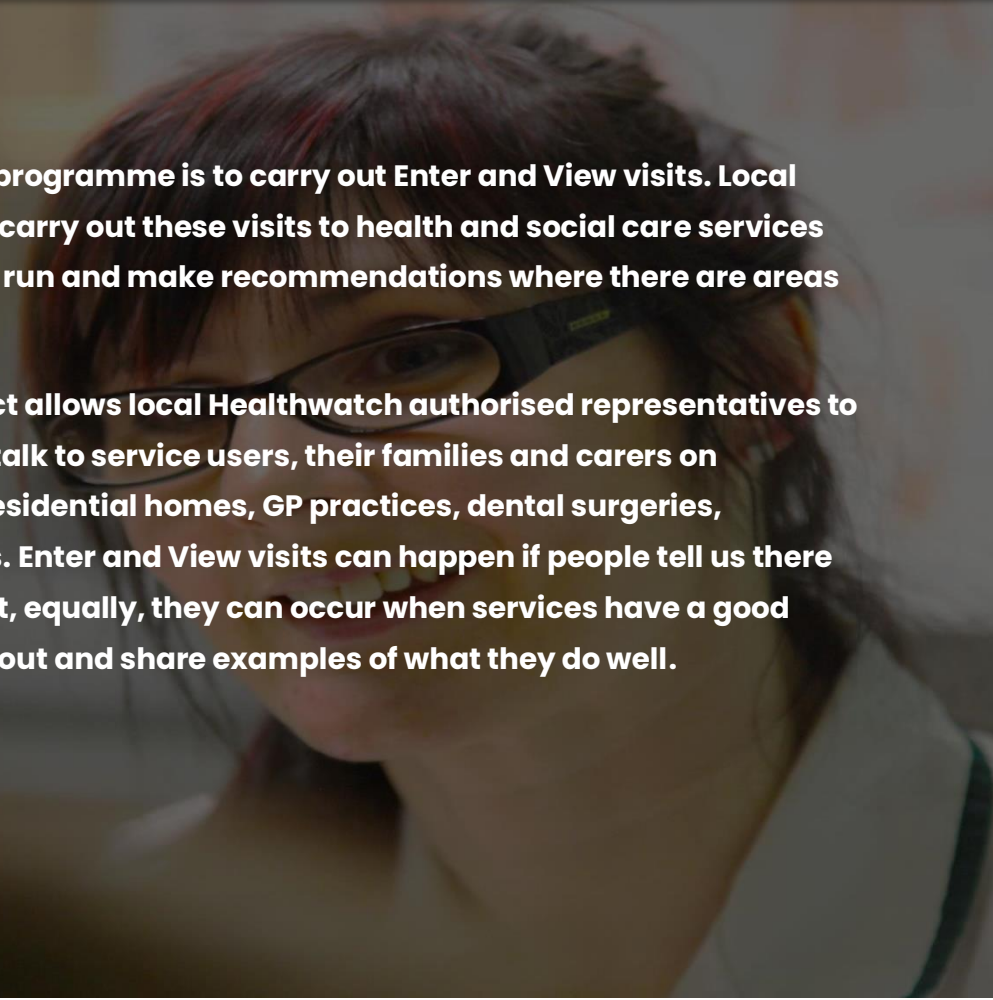 programme is to carry out Enter and View visits. Local
carry out these visits to health and social care services
run and make recommendations where there are areas
allows local Healthwatch authorised representatives to
talk to service users, their families and carers on
residential homes, GP practices, dental surgeries,
Enter and View visits can happen if people tell us there
equally, they can occur when services have a good
out and share examples of what they do well.